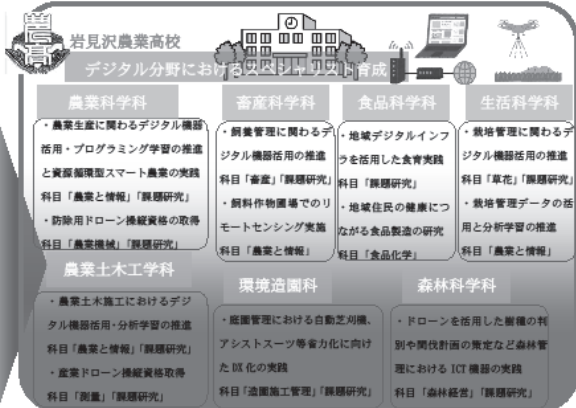 農高
岩見沢農業高校
デジタル分野におけるスペシャリスト育成
農業科学科
・農業生産に関わるデジタル機器
活用・プログラミング学習の推進
と資源循環型スマート農業の実践
科目「農業と情報」「課題研究」
・防除用ドローン操縦資格の取得
科目「農業機械」「課題研究」
畜産科学科
・飼養管理に関わるデ
ジタル機器活用の推進
科目「畜産」「課題研究」
・飼料作物圃場でのリ
モートセンシング実施
科目「農業と情報」
食品科学科
・地域デジタルインフ
ラを活用した食育実践
科目「課題研究」
・地域住民の健康につ
ながる食品製造の研究
科目「食品化学」
生活科学科
・栽培管理に関わるデ
ジタル機器活用の推進
科目「草花」「課題研究」
・栽培管理データの活
用と分析学習の推進
科目「農業と情報」
農業土木工学科
・農業土木施工におけるデジ
タル機器活用・分析学習の推進
科目「農業と情報」「課題研究」
・産業ドローン操縦資格取得
科目「測量」「課題研究」
環境造園科
・庭園管理における自動芝刈機、
アシストスーツ等省力化に向け
た DX 化の実践
科目「造園施工管理」「課題研究」
森林科学科
・ドローンを活用した樹種の判
別や間伐計画の策定など森林管
理における ICT 機器の実践
科目「森林経営」「課題研究」